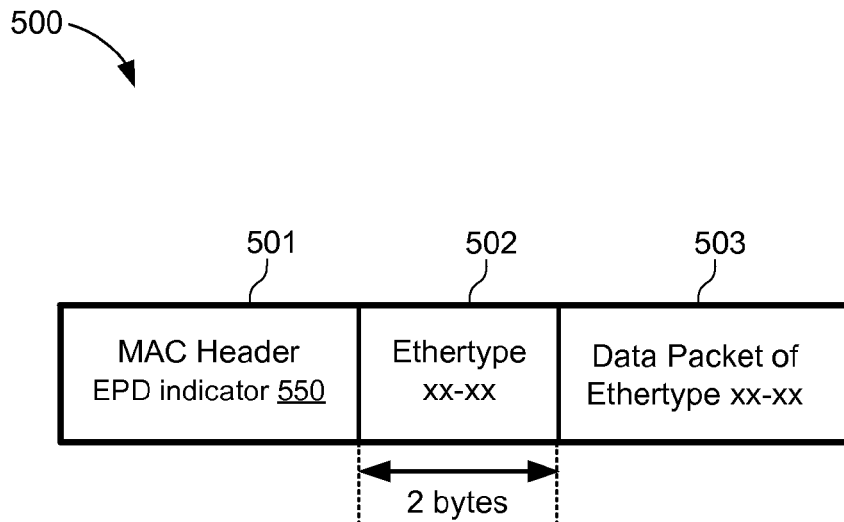 500
501
502
503
MAC Header
EPD indicator 550
Ethertype
xx-xx
Data Packet of
Ethertype xx-xx
2 bytes